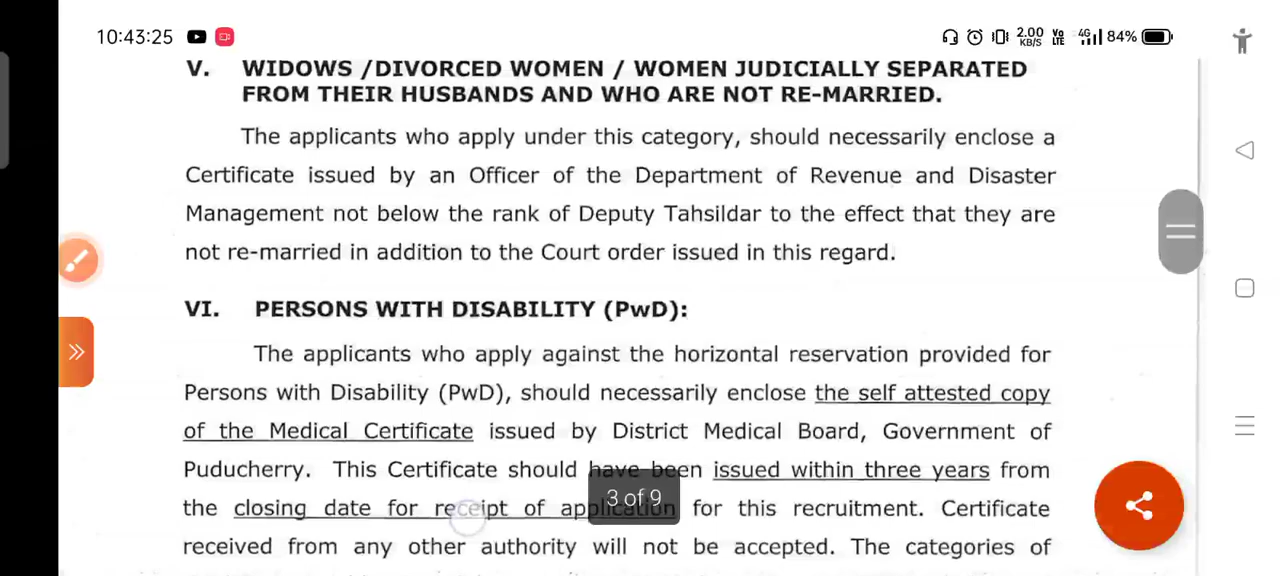 10:43:25 2.00 KB/S Vo LTE 4G 84%
V. WIDOWS /DIVORCED WOMEN / WOMEN JUDICIALLY SEPARATED
FROM THEIR HUSBANDS AND WHO ARE NOT RE-MARRIED.
The applicants who apply under this category, should necessarily enclose a
Certificate issued by an Officer of the Department of Revenue and Disaster
Management not below the rank of Deputy Tahsildar to the effect that they are
not re-married in addition to the Court order issued in this regard.
VI. PERSONS WITH DISABILITY (PwD):
The applicants who apply against the horizontal reservation provided for
Persons with Disability (PwD), should necessarily enclose the self attested copy
of the Medical Certificate issued by District Medical Board, Government of
Puducherry. This Certificate should have been issued within three years from
3 of 9
the closing date for receipt of application for this recruitment. Certificate
received from any other authority will not be accepted. The categories of